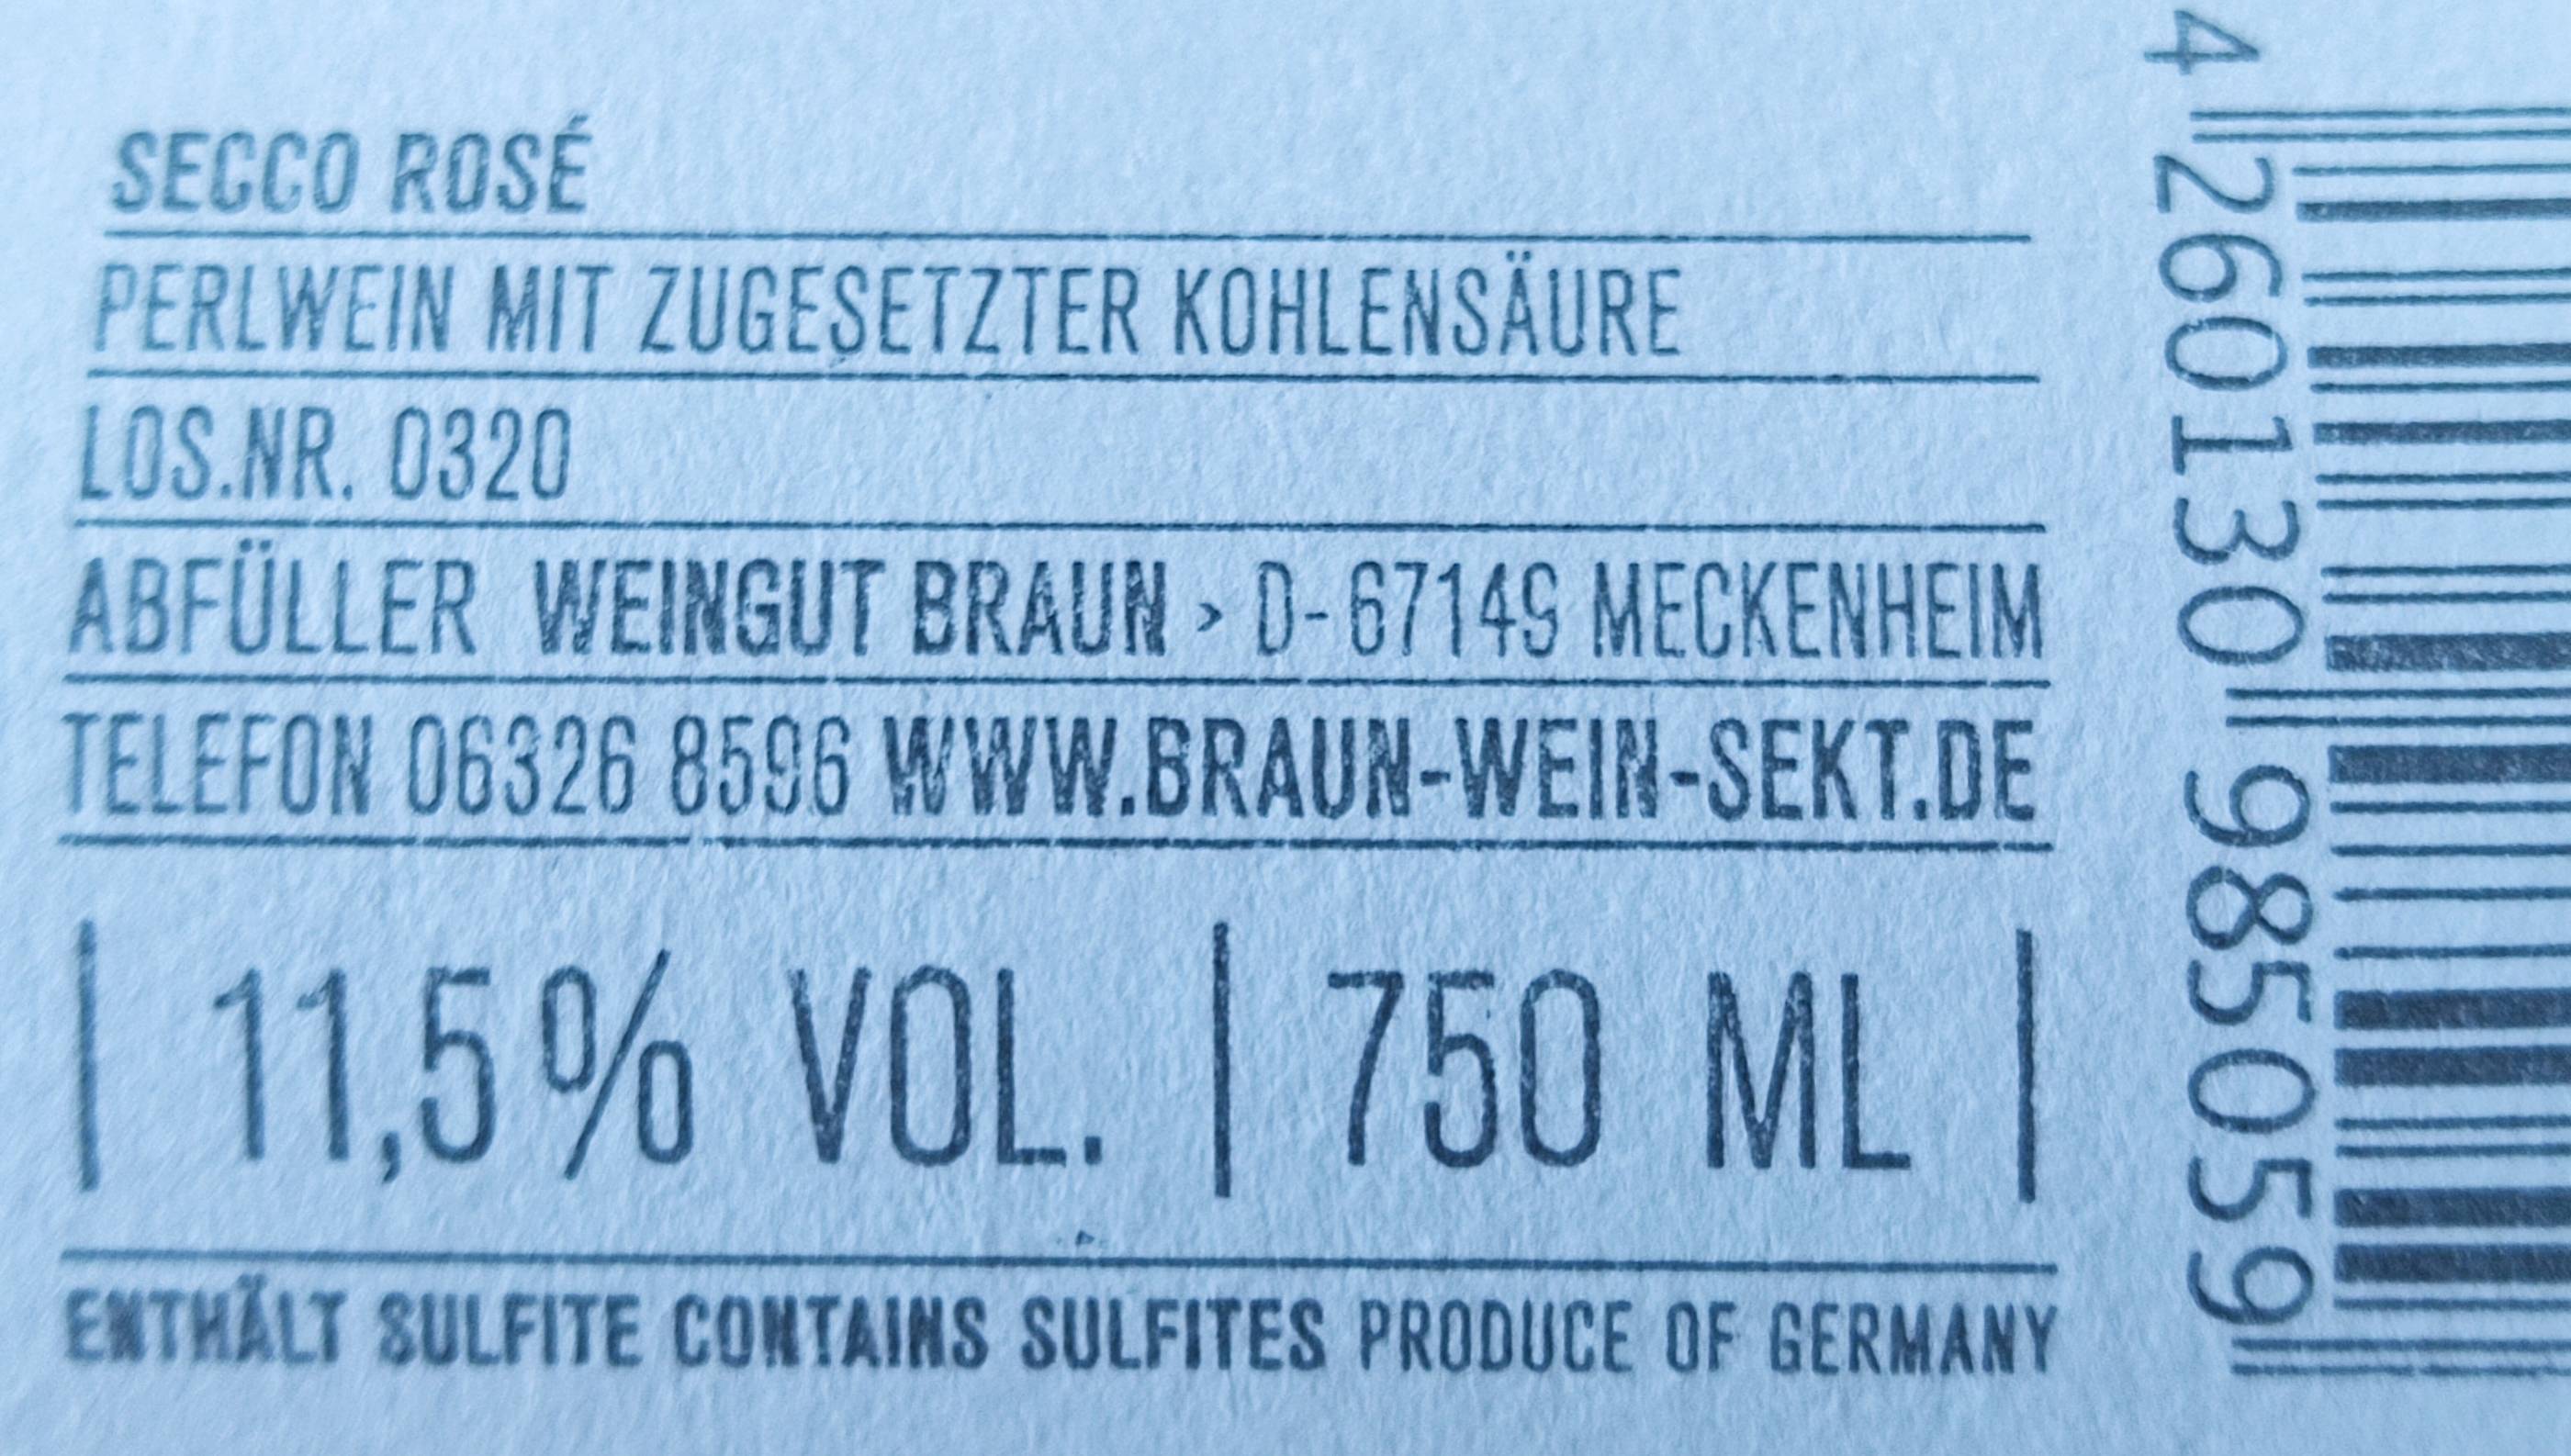 SECCO ROSÉ
PERLWEIN MIT ZUGESETZTER KOHLENSÄURE
LOS.NR. 0320
ABFÜLLER WEINGUT BRAUN › D-67149 MECKENHEIM
TELEFON 06326 8596 WWW.BRAUN-WEIN-SEKT.DE
| 11,5% VOL. | 750 ML |
ENTHÄLT SULFITE CONTAINS SULFITES PRODUCE OF GERMANY
4 260130 985059